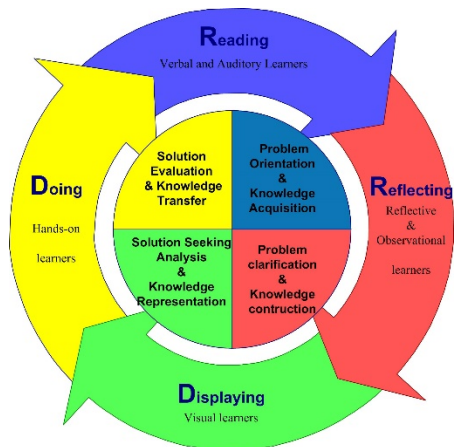 Reading
Verbal and Auditory Learners
Solution
Evaluation
& Knowledge
Transfer
Problem
Orientation
&
Knowledge
Acquisition
Doing
Hands-on
learners
Reflecting
Reflective
&
Observational
learners
Solution Seeking
Analysis
&
Knowledge
Representation
Problem
clarification
&
Knowledge
contruction
Displaying
Visual learners